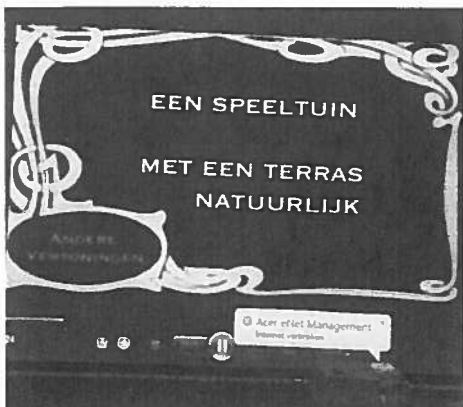 EEN SPEELTUIN
MET EEN TERRAS
NATUURLIJK
ANDERE
VERTONINGEN
Acer eNet Management
Internet verbroken